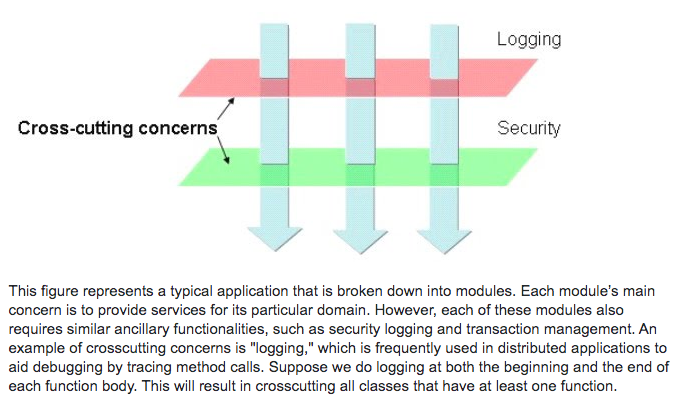 Logging
Cross-cutting concerns
Security
This figure represents a typical application that is broken down into modules. Each module’s main
concern is to provide services for its particular domain. However, each of these modules also
requires similar ancillary functionalities, such as security logging and transaction management. An
example of crosscutting concerns is "logging," which is frequently used in distributed applications to
aid debugging by tracing method calls. Suppose we do logging at both the beginning and the end of
each function body. This will result in crosscutting all classes that have at least one function.